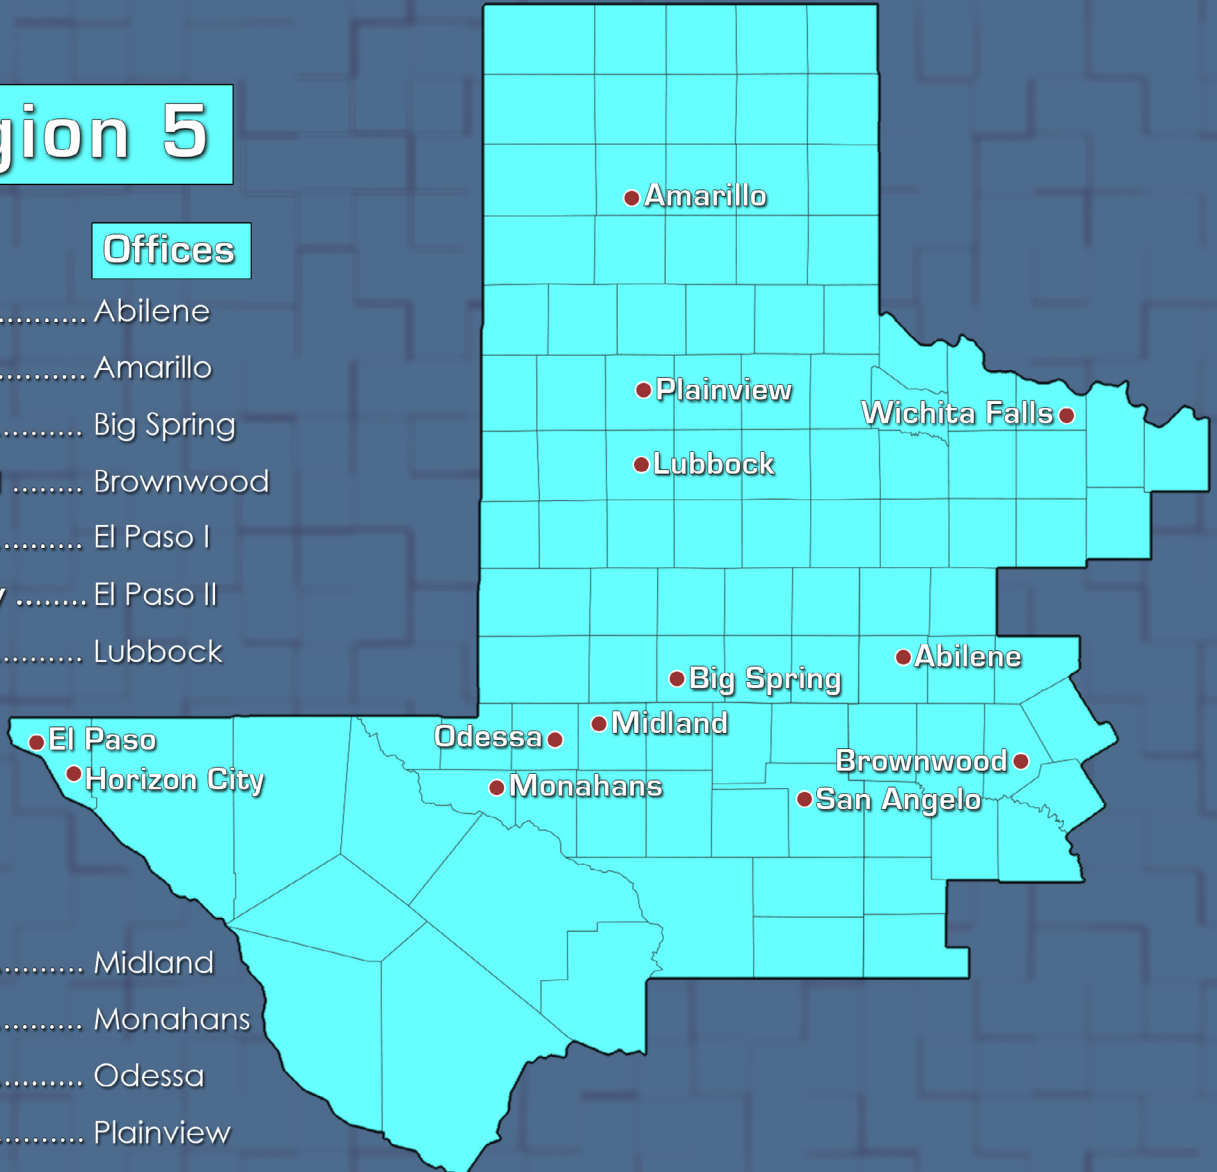 gion 5
Offices
.......... Abilene
.......... Amarillo
.......... Big Spring
........ Brownwood
.......... El Paso I
........ El Paso II
.......... Lubbock
.......... Midland
.......... Monahans
.......... Odessa
.......... Plainview
Amarillo
Plainview
Wichita Falls
Lubbock
Abilene
Big Spring
Midland
Odessa
El Paso
Horizon City
Monahans
Brownwood
San Angelo